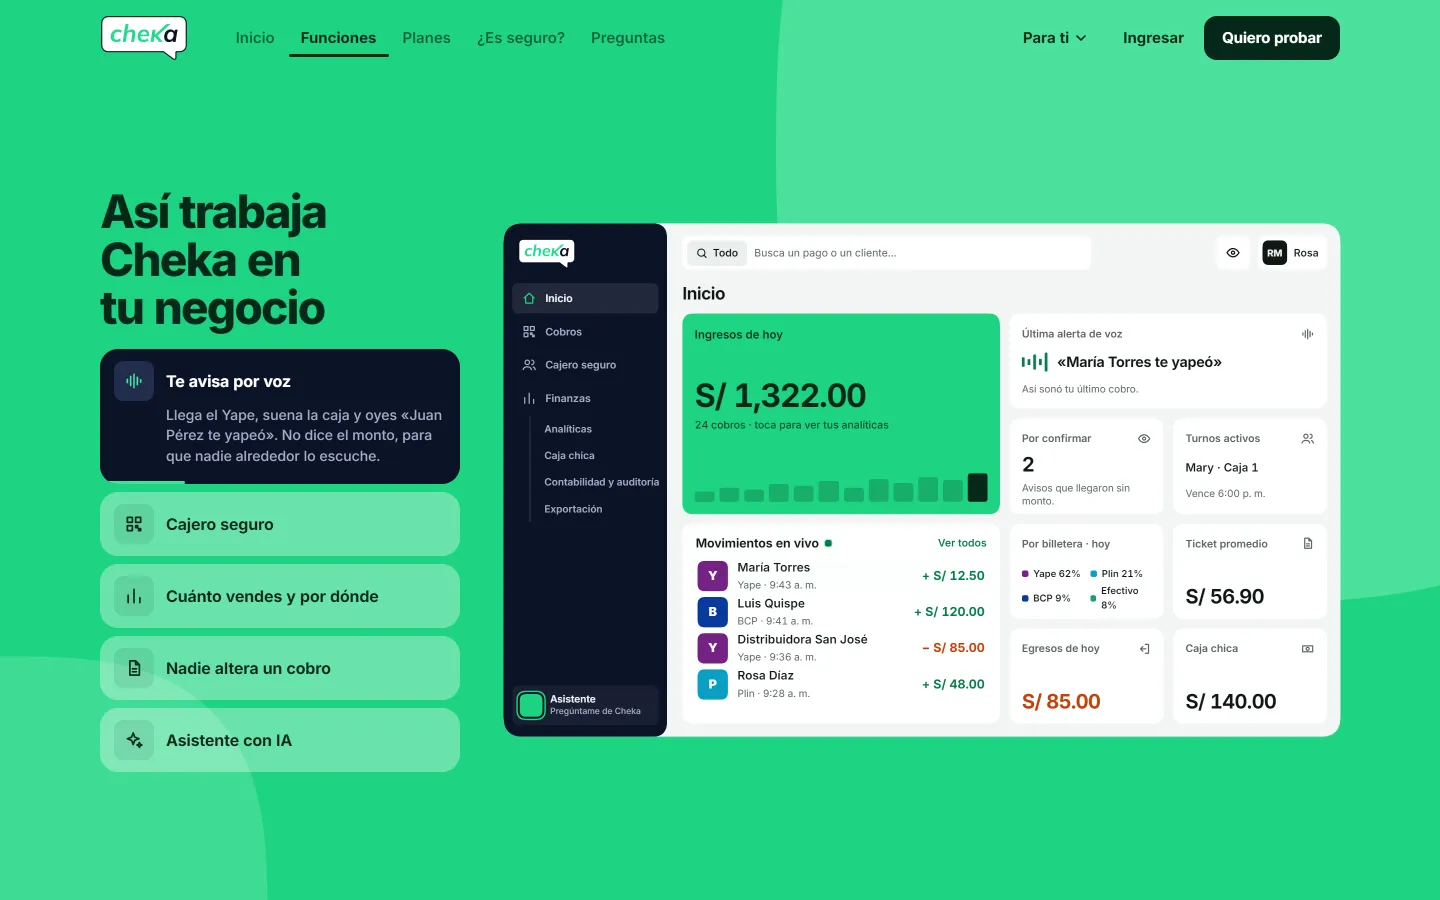 cheka
Inicio
Funciones
Planes
¿Es seguro?
Preguntas
Para ti
Ingresar
Quiero probar
Así trabaja
Cheka en
tu negocio
Te avisa por voz
Llega el Yape, suena la caja y oyes «Juan
Pérez te yapeó». No dice el monto, para
que nadie alrededor lo escuche.
Cajero seguro
Cuánto vendes y por dónde
Nadie altera un cobro
Asistente con IA
cheka
Inicio
Cobros
Cajero seguro
Finanzas
Analíticas
Caja chica
Contabilidad y auditoría
Exportación
Asistente
Pregúntame de Cheka
Todo
Busca un pago o un cliente...
RM
Rosa
Inicio
Ingresos de hoy
S/ 1,322.00
24 cobros · toca para ver tus analíticas
Última alerta de voz
«María Torres te yapeó»
Así sonó tu último cobro.
Por confirmar
2
Avisos que llegaron sin
monto.
Turnos activos
Mary · Caja 1
Vence 6:00 p. m.
Movimientos en vivo
Ver todos
Y
María Torres
Yape · 9:43 a. m.
+ S/ 12.50
B
Luis Quispe
BCP · 9:41 a. m.
+ S/ 120.00
Y
Distribuidora San José
Yape · 9:36 a. m.
− S/ 85.00
P
Rosa Díaz
Plin · 9:28 a. m.
+ S/ 48.00
Por billetera · hoy
Yape 62%
Plin 21%
BCP 9%
Efectivo
8%
Ticket promedio
S/ 56.90
Egresos de hoy
S/ 85.00
Caja chica
S/ 140.00